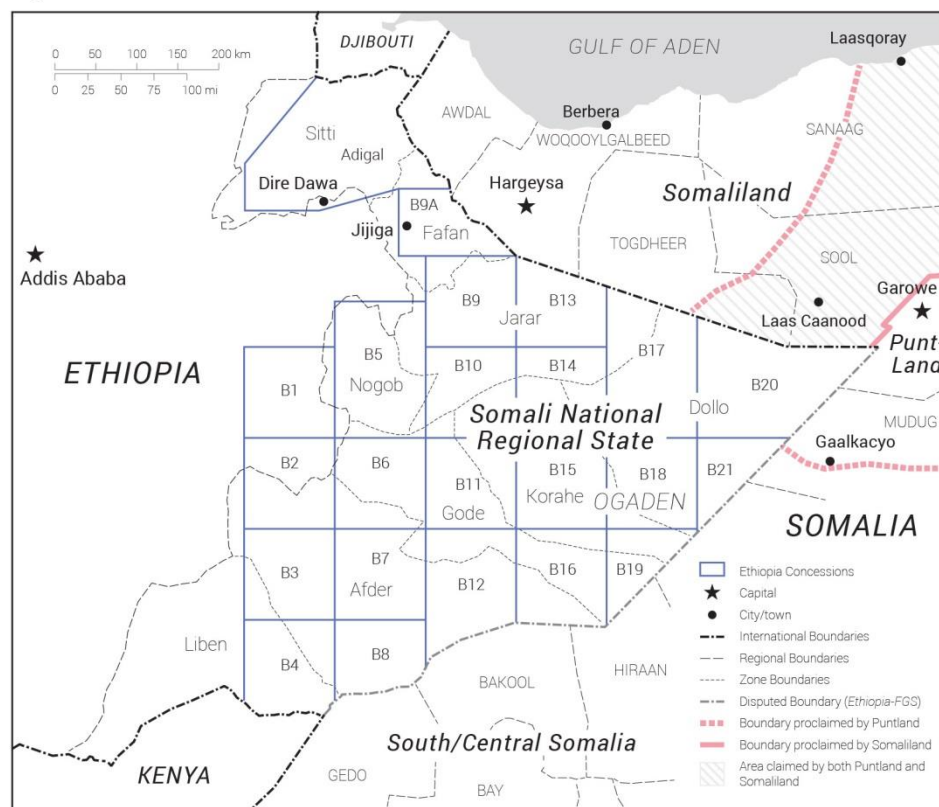 DJIBOUTI
GULF OF ADEN
Laasqoray
0 50 100 150 200 km
0 25 50 75 100 mi
AWDAL
Berbera
SANAAG
Sitti
WOQOOYLGALBEED
Adigal
Dire Dawa
Hargeysa
Somaliland
B9A
Jijiga
Fafan
TOGDHEER
SOOL
Addis Ababa
Garowe
B9
B13
Laas Caanood
Jarar
Punt-
Land
B5
B17
ETHIOPIA
B10
B14
B1
Nogob
B20
Somali National
Regional State
Dollo
MUDUG
Gaalkacyo
B2
B6
B15
B18
B21
B11
Korahe
OGADEN
Gode
SOMALIA
B3
B7
B12
B16
B19
Afder
Ethiopia Concessions
Capital
City/town
International Boundaries
Regional Boundaries
Zone Boundaries
Disputed Boundary (Ethiopia-FGS)
Boundary proclaimed by Puntland
Boundary proclaimed by Somaliland
Area claimed by both Puntland and
Somaliland
Liben
B4
B8
HIRAAN
BAKOOL
South/Central Somalia
KENYA
GEDO
BAY